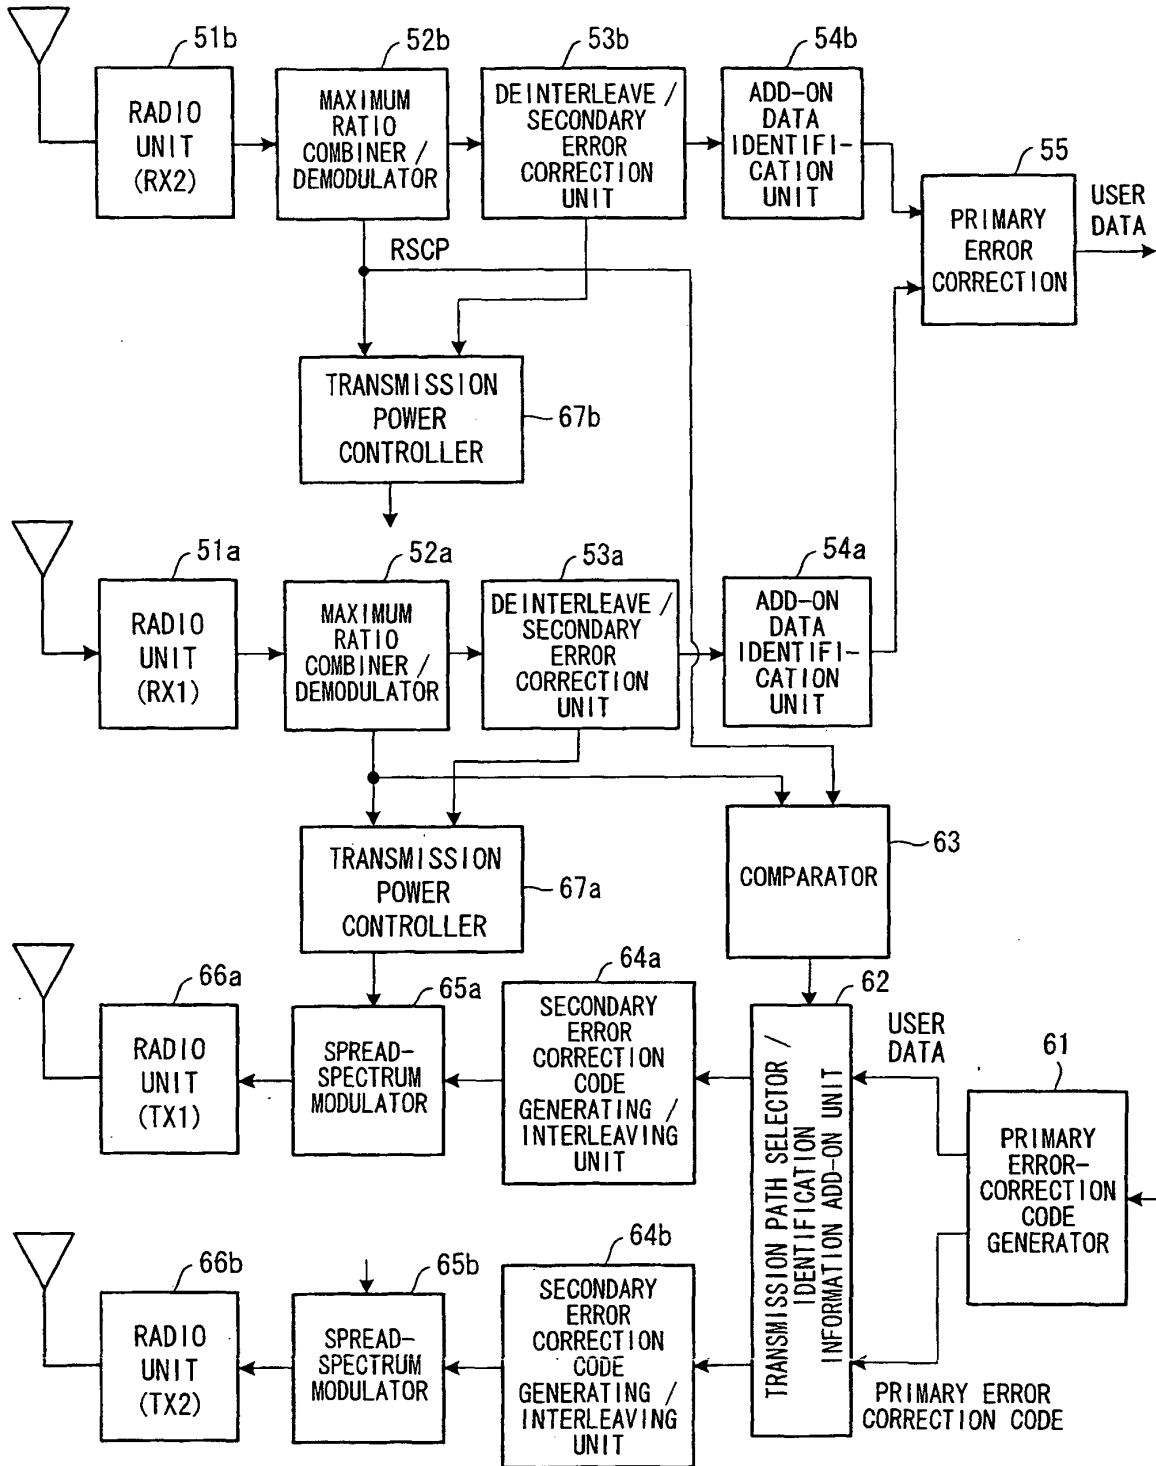 51b
RADIO
UNIT
(RX2)
52b
MAXIMUM
RATIO
COMBINER /
DEMODULATOR
53b
DEINTERLEAVE /
SECONDARY
ERROR
CORRECTION
UNIT
54b
ADD-ON
DATA
IDENTIFI-
CATION
UNIT
55
PRIMARY
ERROR
CORRECTION
USER
DATA
RSCP
TRANSMISSION
POWER
CONTROLLER
67b
51a
RADIO
UNIT
(RX1)
52a
MAXIMUM
RATIO
COMBINER /
DEMODULATOR
53a
DEINTERLEAVE /
SECONDARY
ERROR
CORRECTION
UNIT
54a
ADD-ON
DATA
IDENTIFI-
CATION
UNIT
TRANSMISSION
POWER
CONTROLLER
67a
COMPARATOR
63
66a
RADIO
UNIT
(TX1)
65a
SPREAD-
SPECTRUM
MODULATOR
64a
SECONDARY
ERROR
CORRECTION
CODE
GENERATING /
INTERLEAVING
UNIT
62
TRANSMISSION PATH SELECTOR /
IDENTIFICATION
INFORMATION ADD-ON UNIT
USER
DATA
61
PRIMARY
ERROR-
CORRECTION
CODE
GENERATOR
PRIMARY ERROR
CORRECTION CODE
66b
RADIO
UNIT
(TX2)
65b
SPREAD-
SPECTRUM
MODULATOR
64b
SECONDARY
ERROR
CORRECTION
CODE
GENERATING /
INTERLEAVING
UNIT